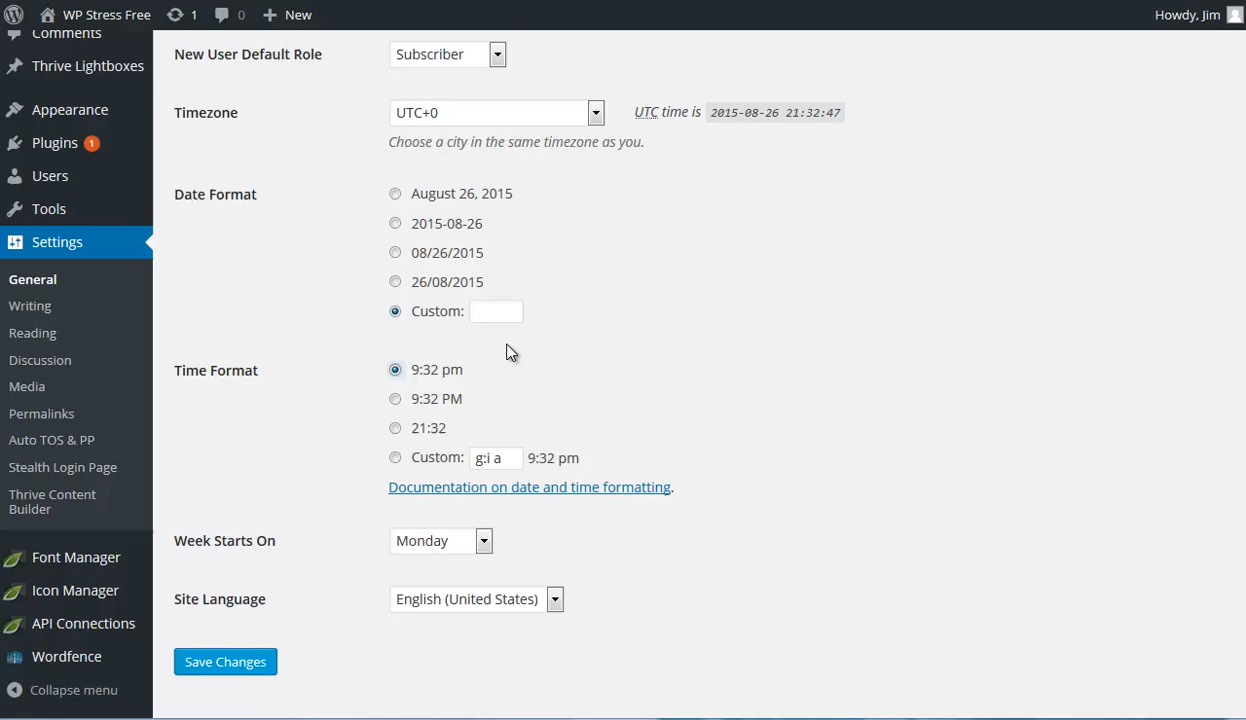 WP Stress Free 1 0 New Howdy, Jim
Comments
Thrive Lightboxes
Appearance
Plugins 1
Users
Tools
Settings
General
Writing
Reading
Discussion
Media
Permalinks
Auto TOS & PP
Stealth Login Page
Thrive Content
Builder
Font Manager
Icon Manager
API Connections
Wordfence
Collapse menu
New User Default Role Subscriber
Timezone UTC+0 UTC time is 2015-08-26 21:32:47
Choose a city in the same timezone as you.
Date Format August 26, 2015
2015-08-26
08/26/2015
26/08/2015
Custom:
Time Format 9:32 pm
9:32 PM
21:32
Custom: g:i a 9:32 pm
Documentation on date and time formatting.
Week Starts On Monday
Site Language English (United States)
Save Changes